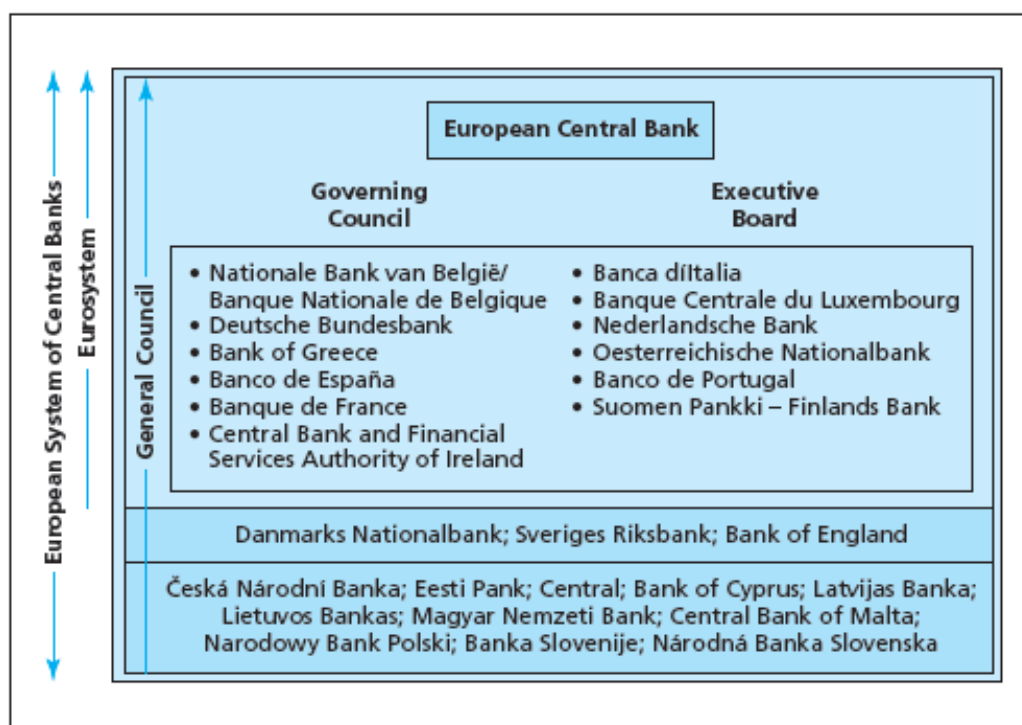 European System of Central Banks
Eurosystem
General Council
European Central Bank
Governing
Council
Executive
Board
• Nationale Bank van België/
Banque Nationale de Belgique
• Deutsche Bundesbank
• Bank of Greece
• Banco de España
• Banque de France
• Central Bank and Financial
Services Authority of Ireland
• Banca díItalia
• Banque Centrale du Luxembourg
• Nederlandsche Bank
• Oesterreichische Nationalbank
• Banco de Portugal
• Suomen Pankki – Finlands Bank
Danmarks Nationalbank; Sveriges Riksbank; Bank of England
Česká Národní Banka; Eesti Pank; Central; Bank of Cyprus; Latvijas Banka;
Lietuvos Bankas; Magyar Nemzeti Bank; Central Bank of Malta;
Narodowy Bank Polski; Banka Slovenije; Národná Banka Slovenska